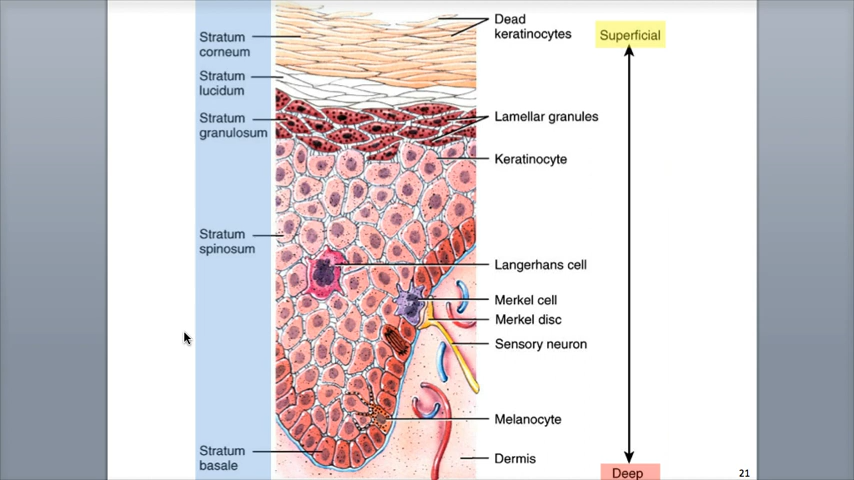 Stratum
corneum
Stratum
lucidum
Stratum
granulosum
Stratum
spinosum
Stratum
basale
Dead
keratinocytes
Lamellar granules
Keratinocyte
Langerhans cell
Merkel cell
Merkel disc
Sensory neuron
Melanocyte
Dermis
Superficial
Deep
21